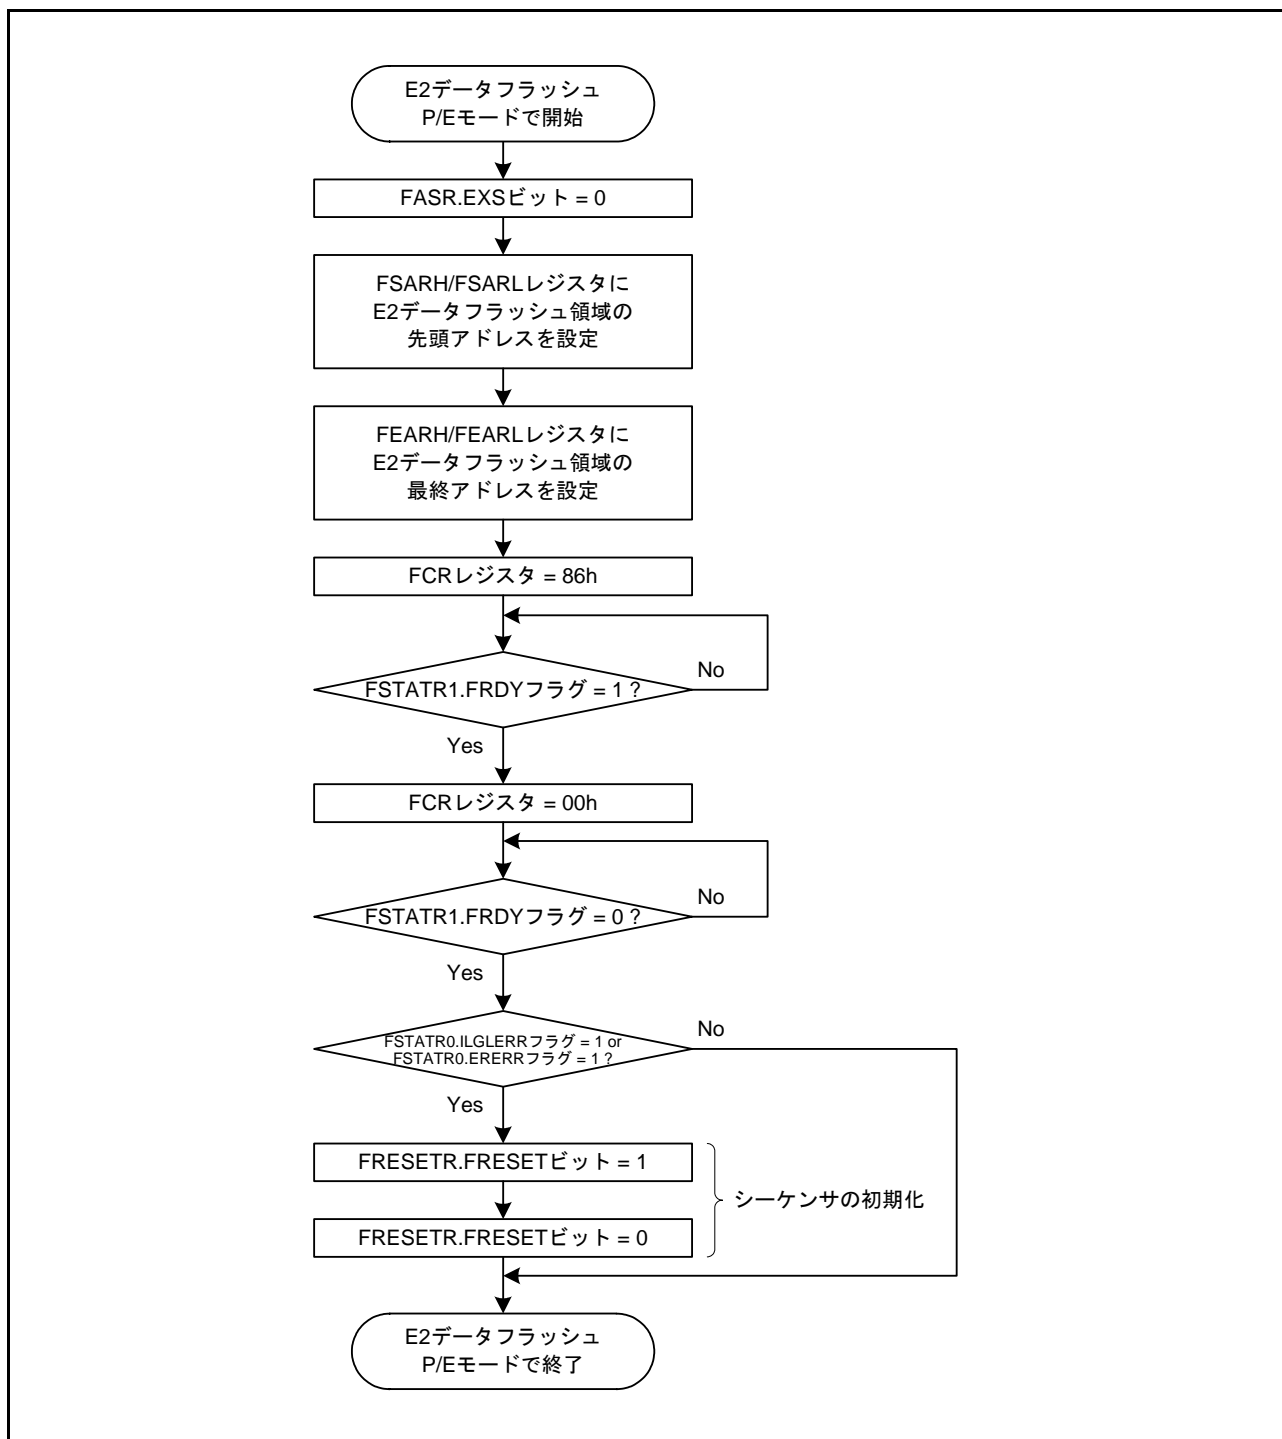 E2データフラッシュ
P/Eモードで開始
FASR.EXSビット = 0
FSARH/FSARLレジスタに
E2データフラッシュ領域の
先頭アドレスを設定
FEARH/FEARLレジスタに
E2データフラッシュ領域の
最終アドレスを設定
FCRレジスタ = 86h
FSTATR1.FRDYフラグ = 1 ?
No
Yes
FCRレジスタ = 00h
FSTATR1.FRDYフラグ = 0 ?
No
Yes
FSTATR0.ILGLERRフラグ = 1 or
FSTATR0.ERERRフラグ = 1 ?
No
Yes
FRESETR.FRESETビット = 1
シーケンサの初期化
FRESETR.FRESETビット = 0
E2データフラッシュ
P/Eモードで終了